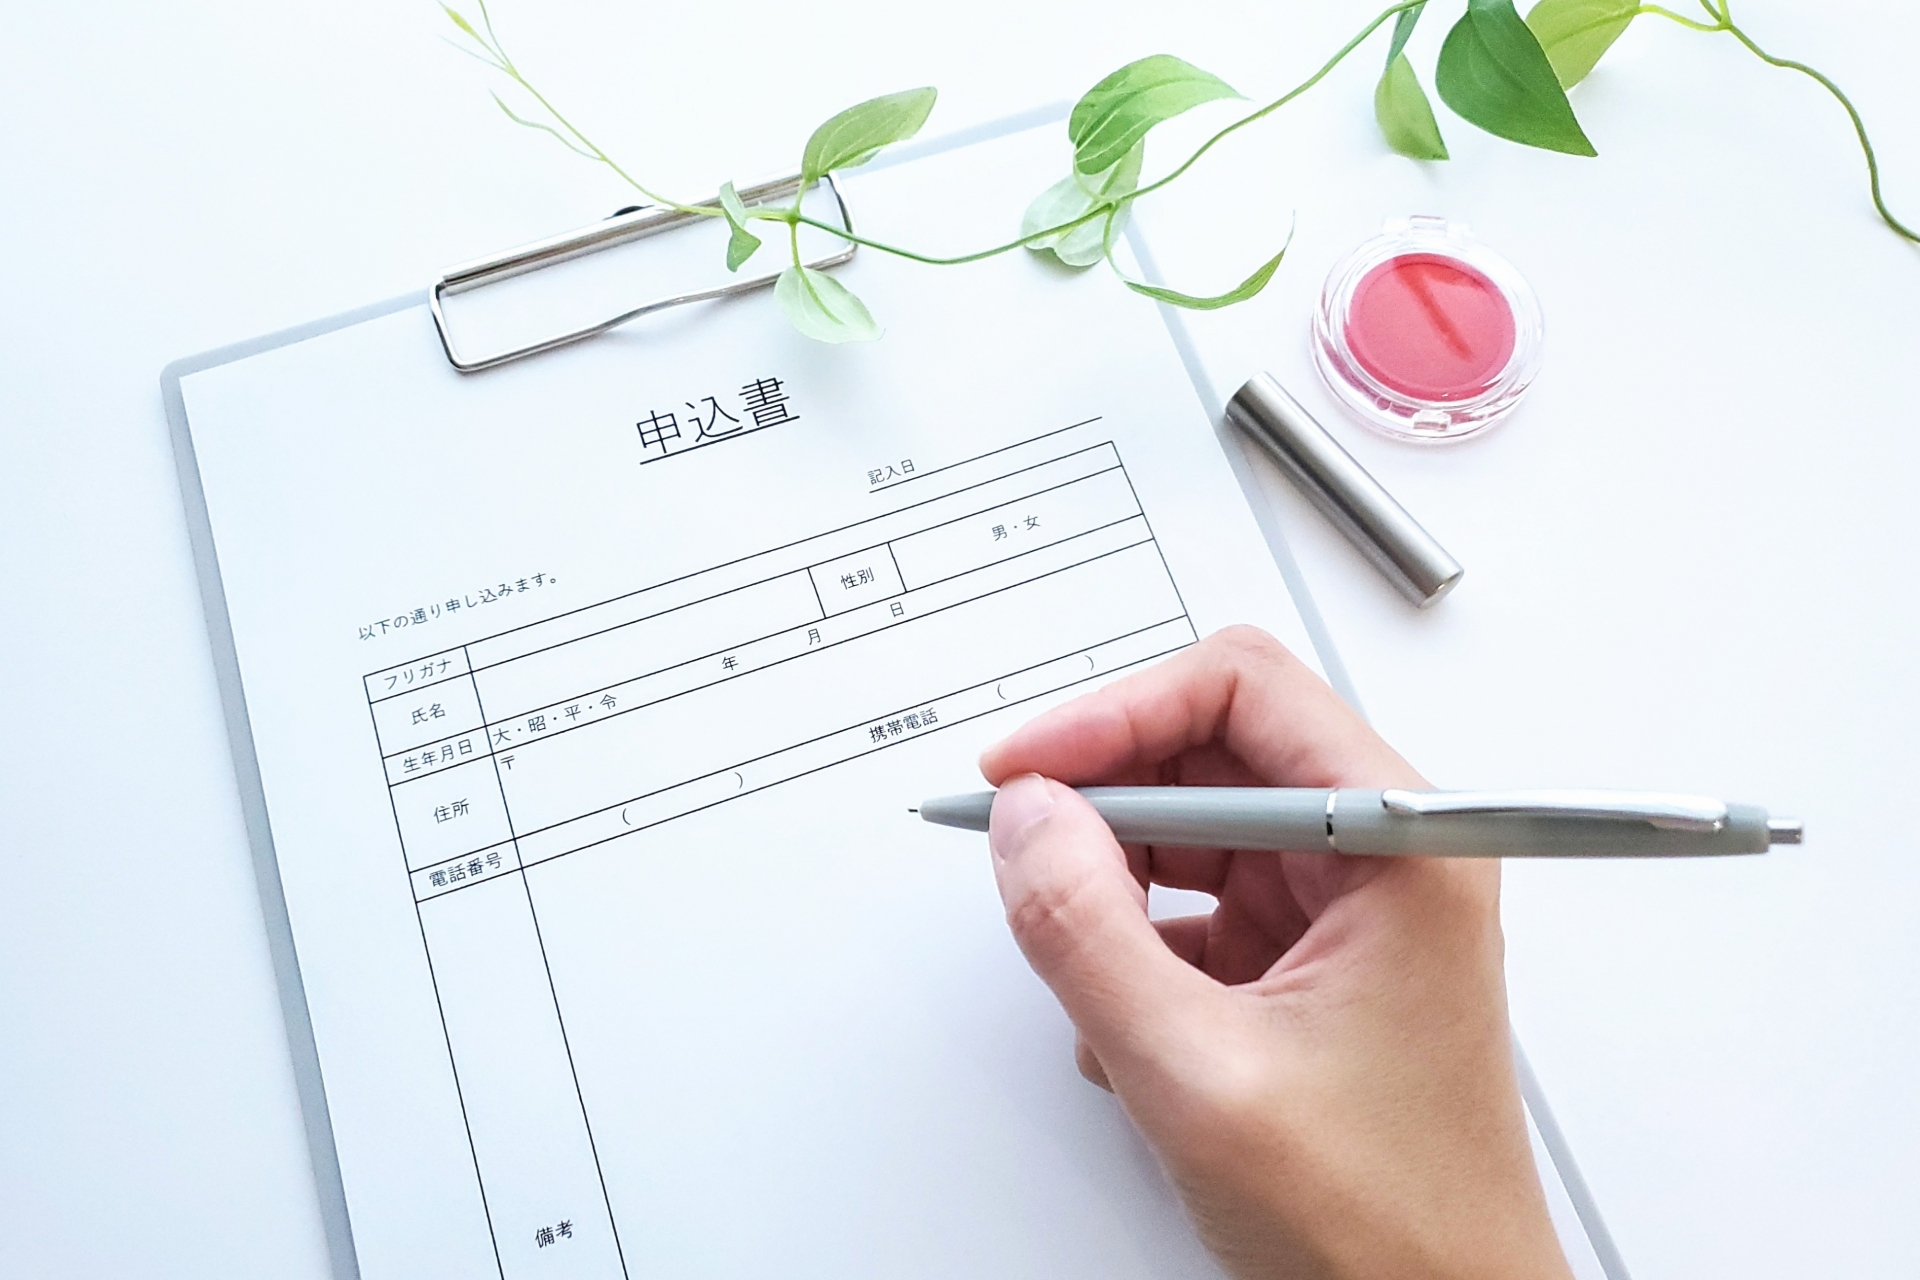 申込書
記入日
以下の通り申し込みます。
フリガナ
氏名 性別 男・女
生年月日 大・昭・平・令 年 月 日
住所 〒
電話番号 ( ) 携帯電話 ( )
備考